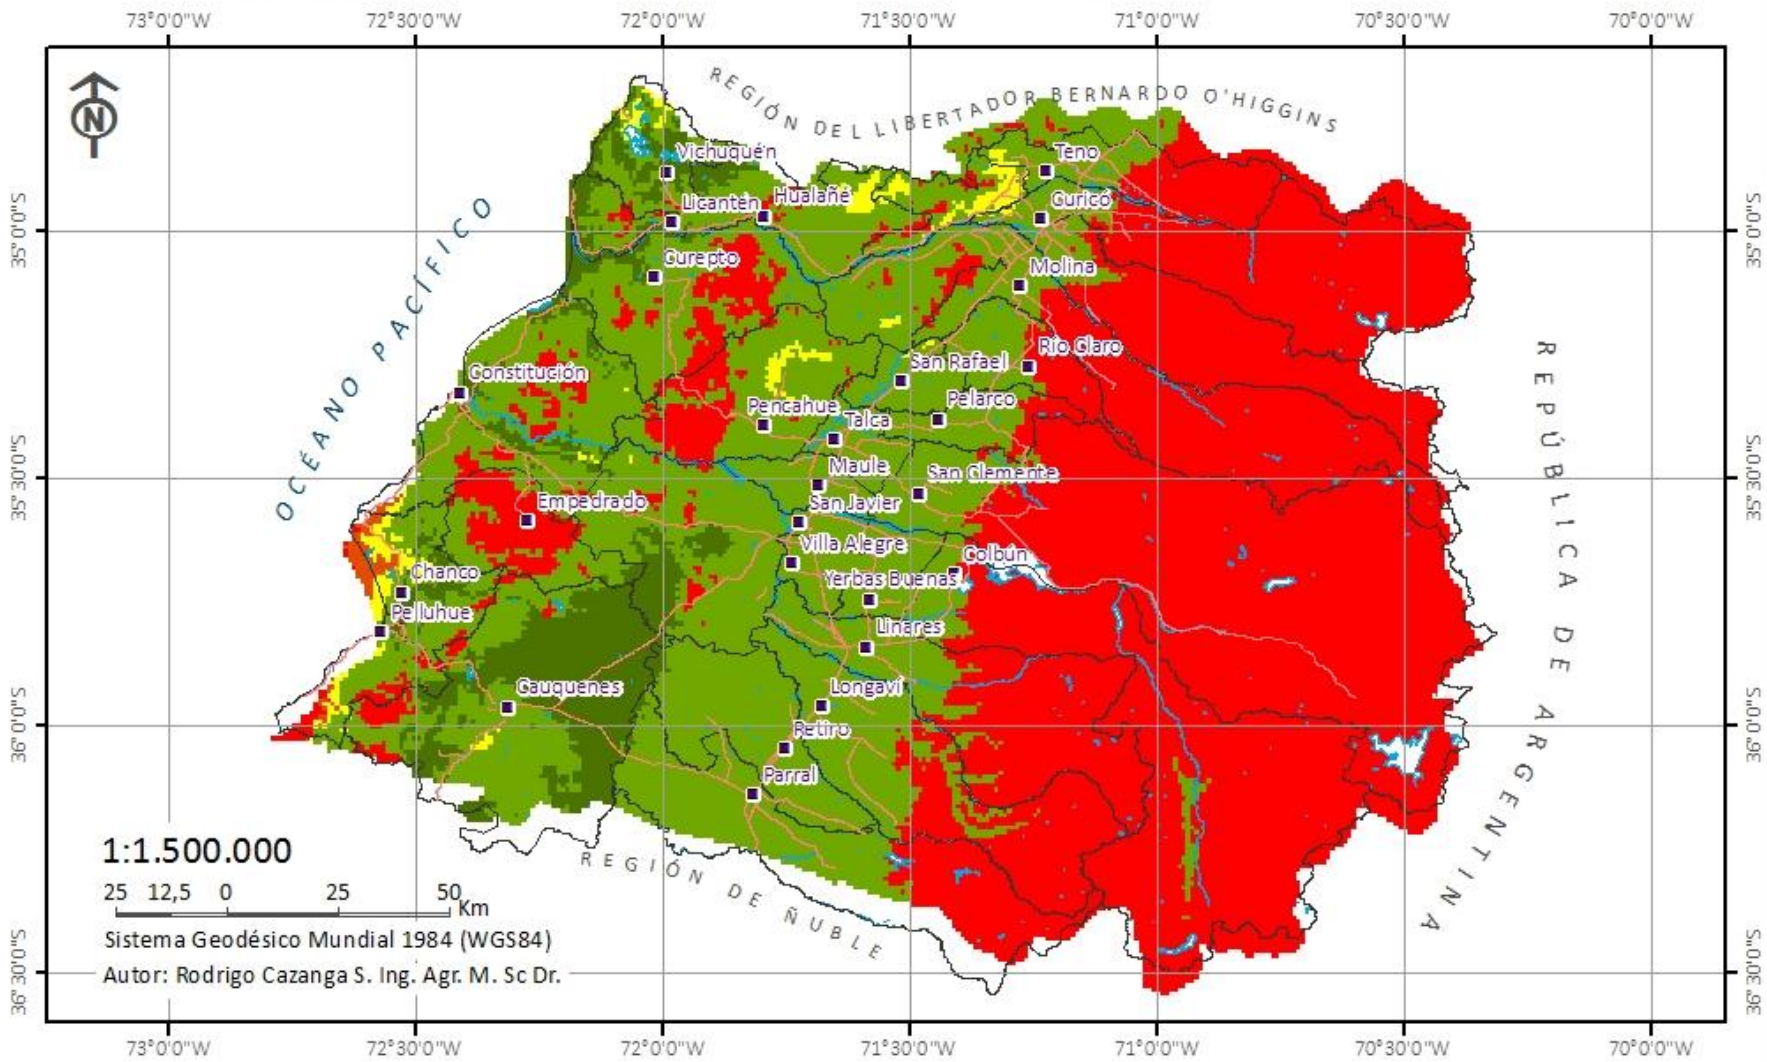 73°0'0"W 72°30'0"W 72°0'0"W 71°30'0"W 71°0'0"W 70°30'0"W 70°0'0"W
N
REGIÓN DEL LIBERTADOR BERNARDO O'HIGGINS
Vichuquén
Teno
Licantén
Hualañé
Curicó
35°0'0"S
35°0'0"S
OCÉANO PACÍFICO
Curepto
Molina
REPÚBLICA DE ARGENTINA
Constitución
San Rafael
Río Claro
Pencahue
Talca
Pelarco
Maule
San Clemente
35°30'0"S
35°30'0"S
Empedrado
San Javier
Villa Alegre
Colbún
Chanco
Yerbas Buenas
Pelluhue
Linares
Cauquenes
Longaví
36°0'0"S
36°0'0"S
Retiro
Parral
1:1.500.000
REGIÓN DE ÑUBLE
25 12,5 0 25 50
Km
Sistema Geodésico Mundial 1984 (WGS84)
Autor: Rodrigo Cazanga S. Ing. Agr. M. Sc Dr.
36°30'0"S
36°30'0"S
73°0'0"W 72°30'0"W 72°0'0"W 71°30'0"W 71°0'0"W 70°30'0"W 70°0'0"W